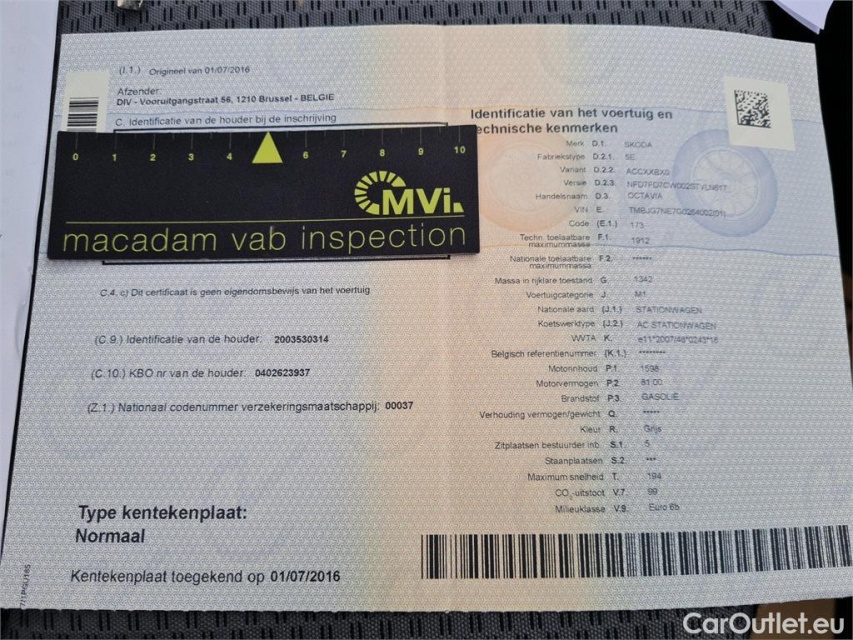 (I.1.) Origineel van 01/07/2016
Afzender:
DIV - Vooruitgangstraat 56, 1210 Brussel - BELGIE
C. Identificatie van de houder bij de inschrijving
0 1 2 3 4 6 7 8 9 10
MVi.
macadam vab inspection
C.4. c) Dit certificaat is geen eigendomsbewijs van het voertuig
(C.9.) Identificatie van de houder: 2003530314
(C.10.) KBO nr van de houder: 0402623937
(Z.1.) Nationaal codenummer verzekeringsmaatschappij: 00037
Type kentekenplaat:
Normaal
Kentekenplaat toegekend op 01/07/2016
Identificatie van het voertuig en
technische kenmerken
Merk D.1. SKODA
Fabriekstype D.2.1. 5E
Variant D.2.2. ACCXXBX0
Versie D.2.3.
Handelsnaam D.3. OCTAVIA
VIN E.
Code (E.1.) 173
Techn. toelaatbare F.1. 1912
maximummassa
Nationale toelaatbare F.2. ******
maximummassa
Massa in rijklare toestand G. 1342
Voertuigcategorie J. M1
Nationale aard (J.1.) STATIONWAGEN
Koetswerktype (J.2.) AC STATIONWAGEN
WVTA K. e11*2007/46*0243*18
Belgisch referentienummer (K.1.) ********
Motorinhoud P.1. 1598
Motorvermogen P.2. 81.00
Brandstof P.3. GASOLIE
Verhouding vermogen/gewicht Q. *****
Kleur R. Grijs
Zitplaatsen bestuurder inb. S.1. 5
Staanplaatsen S.2. ***
Maximum snelheid T. 194
CO₂-uitstoot V.7. 99
Milieuklasse V.9. Euro 6b
CarOutlet.eu